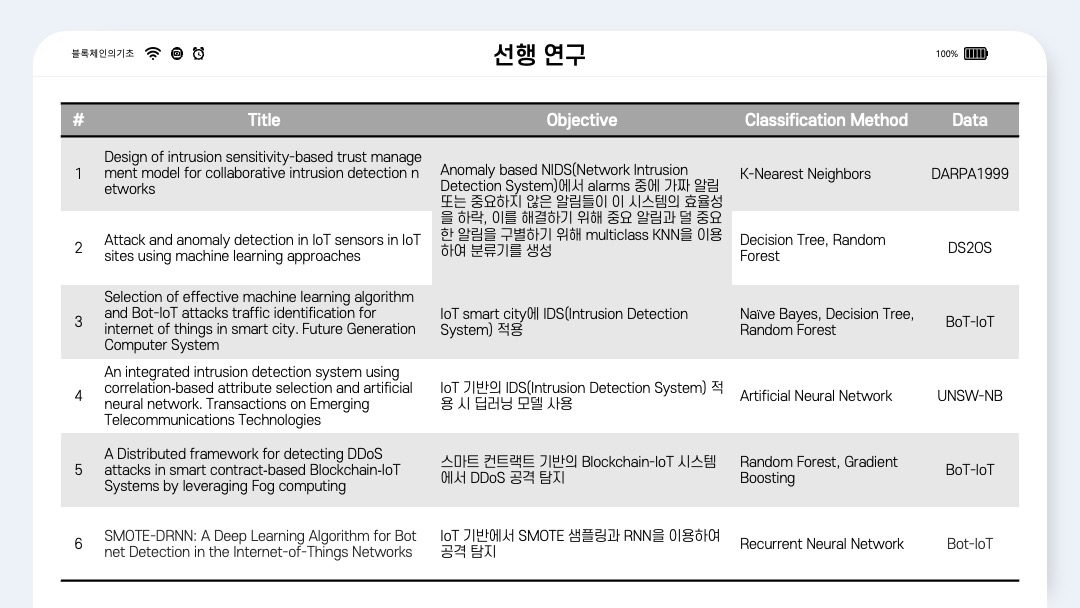 블록체인의기초
선행 연구
100%
# Title Objective Classification Method Data
1
Design of intrusion sensitivity-based trust manage
ment model for collaborative intrusion detection n
etworks
Anomaly based NIDS(Network Intrusion
Detection System)에서 alarms 중에 가짜 알림
또는 중요하지 않은 알림들이 이 시스템의 효율성
을 하락, 이를 해결하기 위해 중요 알림과 덜 중요
한 알림을 구별하기 위해 multiclass KNN을 이용
하여 분류기를 생성
K-Nearest Neighbors
DARPA1999
2
Attack and anomaly detection in IoT sensors in IoT
sites using machine learning approaches
Decision Tree, Random
Forest
DS2OS
3
Selection of effective machine learning algorithm
and Bot-IoT attacks traffic identification for
internet of things in smart city. Future Generation
Computer System
IoT smart city에 IDS(Intrusion Detection
System) 적용
Naïve Bayes, Decision Tree,
Random Forest
BoT-IoT
4
An integrated intrusion detection system using
correlation-based attribute selection and artificial
neural network. Transactions on Emerging
Telecommunications Technologies
IoT 기반의 IDS(Intrusion Detection System) 적
용 시 딥러닝 모델 사용
Artificial Neural Network
UNSW-NB
5
A Distributed framework for detecting DDoS
attacks in smart contract-based Blockchain-IoT
Systems by leveraging Fog computing
스마트 컨트랙트 기반의 Blockchain-IoT 시스템
에서 DDoS 공격 탐지
Random Forest, Gradient
Boosting
BoT-IoT
6
SMOTE-DRNN: A Deep Learning Algorithm for Bot
net Detection in the Internet-of-Things Networks
IoT 기반에서 SMOTE 샘플링과 RNN을 이용하여
공격 탐지
Recurrent Neural Network
Bot-IoT